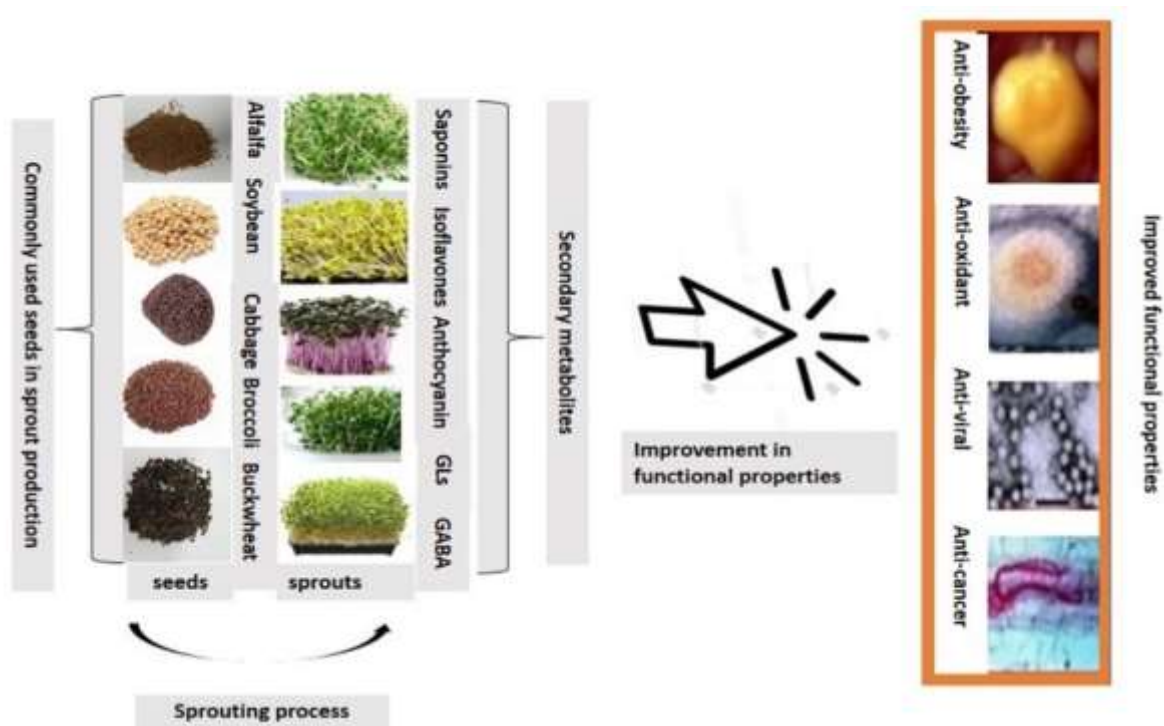 Commonly used seeds in sprout production
Alfalfa
Soybean
Cabbage
Broccoli
Buckwheat
seeds
sprouts
Saponins
Isoflavones
Anthocyanin
GLs
GABA
Secondary metabolites
Sprouting process
Improvement in
functional properties
Anti-obesity
Anti-oxidant
Anti-viral
Anti-cancer
Improved functional properties